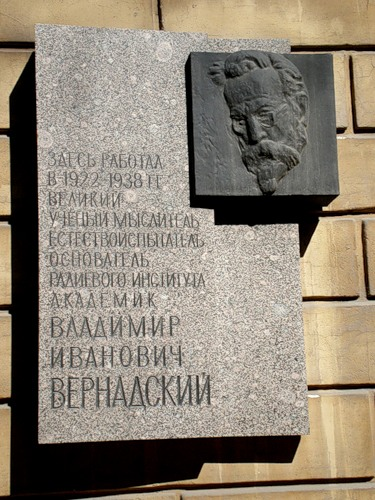 ЗДЕСЬ РАБОТАЛ
В 1922-1938 ГГ
ВЕЛИКИЙ
УЧЕНЫЙ МЫСЛИТЕЛЬ
ЕСТЕСТВОИСПЫТАТЕЛЬ
ОСНОВАТЕЛЬ
РАДИЕВОГО ИНСТИТУТА
АКАДЕМИК
ВЛАДИМИР
ИВАНОВИЧ
ВЕРНАДСКИЙ